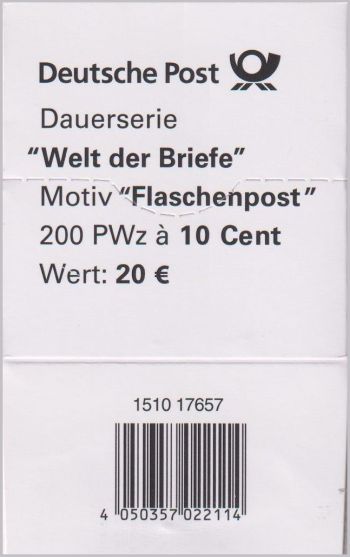 Deutsche Post
Dauerserie
"Welt der Briefe"
Motiv "Flaschenpost"
200 PWz à 10 Cent
Wert: 20 €
1510 17657
4 050357 022114